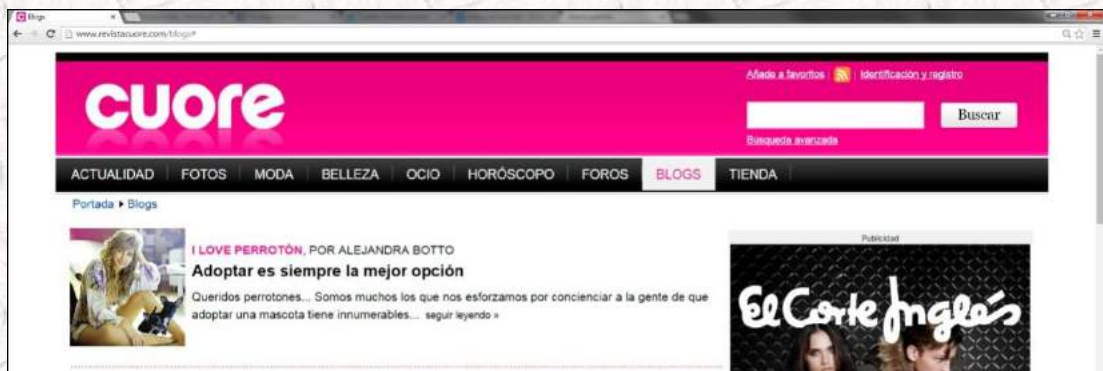 Blogs
www.revistacuore.com/blogs#
Añade a favoritos | Identificación y registro
cuore
Buscar
Búsqueda avanzada
ACTUALIDAD FOTOS MODA BELLEZA OCIO HORÓSCOPO FOROS BLOGS TIENDA
Portada ▸ Blogs
Publicidad
I LOVE PERROTÓN, POR ALEJANDRA BOTTO
Adoptar es siempre la mejor opción
Queridos perrotones... Somos muchos los que nos esforzamos por concienciar a la gente de que
adoptar una mascota tiene innumerables... seguir leyendo »
El Corte Inglés